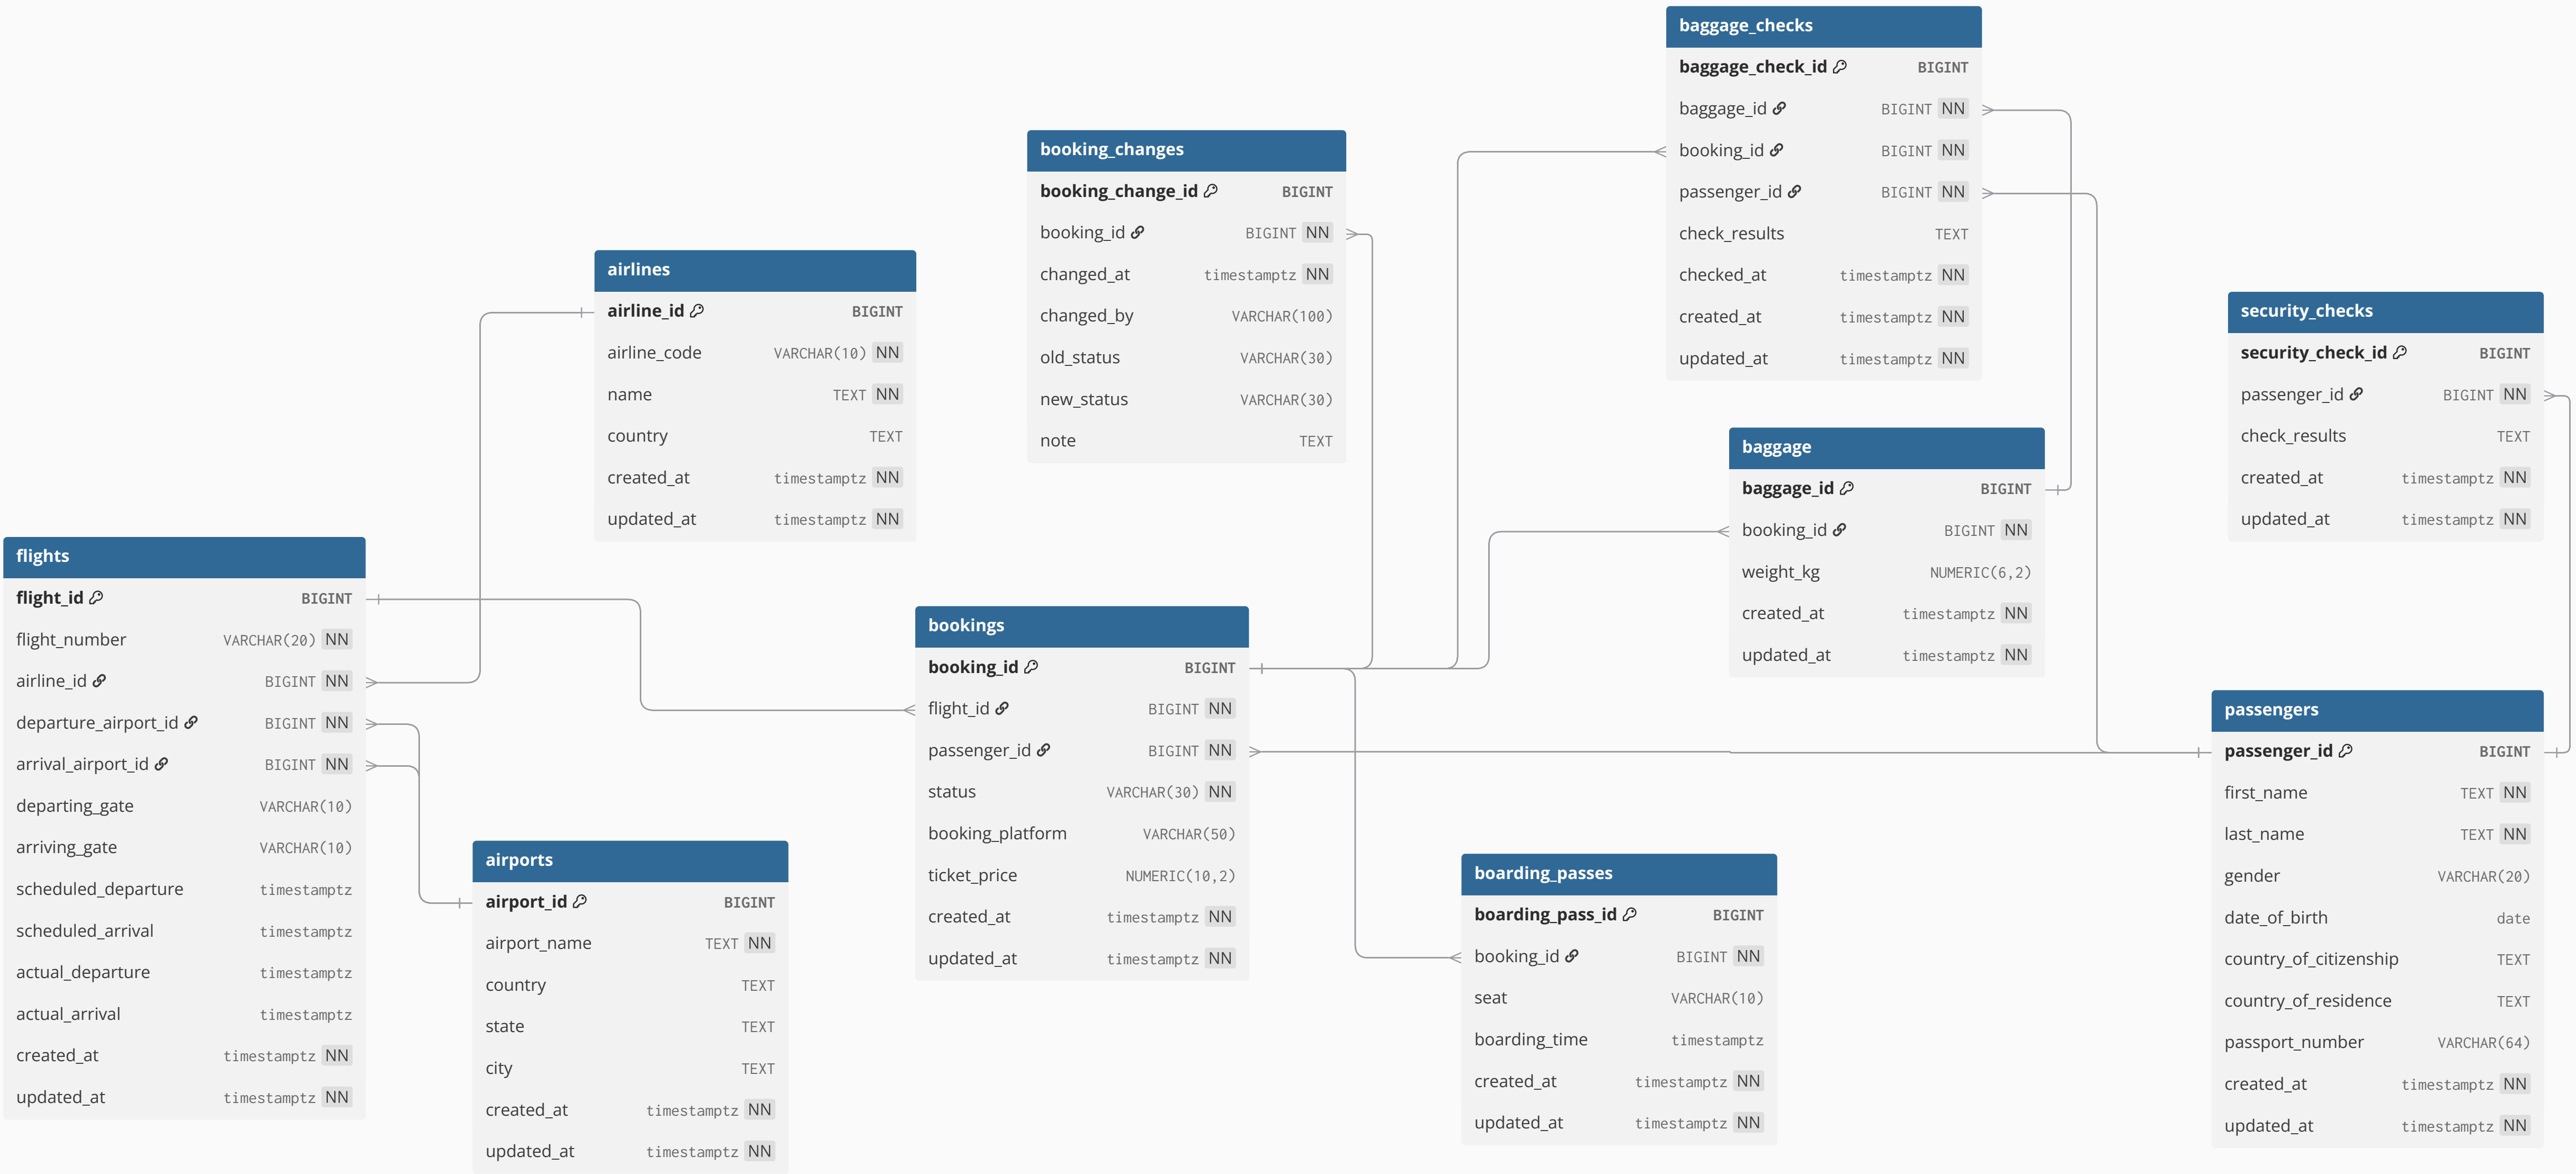 baggage_checks
baggage_check_id BIGINT
baggage_id BIGINT NN
booking_id BIGINT NN
passenger_id BIGINT NN
check_results TEXT
checked_at timestamptz NN
created_at timestamptz NN
updated_at timestamptz NN
booking_changes
booking_change_id BIGINT
booking_id BIGINT NN
changed_at timestamptz NN
changed_by VARCHAR(100)
old_status VARCHAR(30)
new_status VARCHAR(30)
note TEXT
airlines
airline_id BIGINT
airline_code VARCHAR(10) NN
name TEXT NN
country TEXT
created_at timestamptz NN
updated_at timestamptz NN
security_checks
security_check_id BIGINT
passenger_id BIGINT NN
check_results TEXT
created_at timestamptz NN
updated_at timestamptz NN
baggage
baggage_id BIGINT
booking_id BIGINT NN
weight_kg NUMERIC(6,2)
created_at timestamptz NN
updated_at timestamptz NN
flights
flight_id BIGINT
flight_number VARCHAR(20) NN
airline_id BIGINT NN
departure_airport_id BIGINT NN
arrival_airport_id BIGINT NN
departing_gate VARCHAR(10)
arriving_gate VARCHAR(10)
scheduled_departure timestamptz
scheduled_arrival timestamptz
actual_departure timestamptz
actual_arrival timestamptz
created_at timestamptz NN
updated_at timestamptz NN
bookings
booking_id BIGINT
flight_id BIGINT NN
passenger_id BIGINT NN
status VARCHAR(30) NN
booking_platform VARCHAR(50)
ticket_price NUMERIC(10,2)
created_at timestamptz NN
updated_at timestamptz NN
passengers
passenger_id BIGINT
first_name TEXT NN
last_name TEXT NN
gender VARCHAR(20)
date_of_birth date
country_of_citizenship TEXT
country_of_residence TEXT
passport_number VARCHAR(64)
created_at timestamptz NN
updated_at timestamptz NN
airports
airport_id BIGINT
airport_name TEXT NN
country TEXT
state TEXT
city TEXT
created_at timestamptz NN
updated_at timestamptz NN
boarding_passes
boarding_pass_id BIGINT
booking_id BIGINT NN
seat VARCHAR(10)
boarding_time timestamptz
created_at timestamptz NN
updated_at timestamptz NN